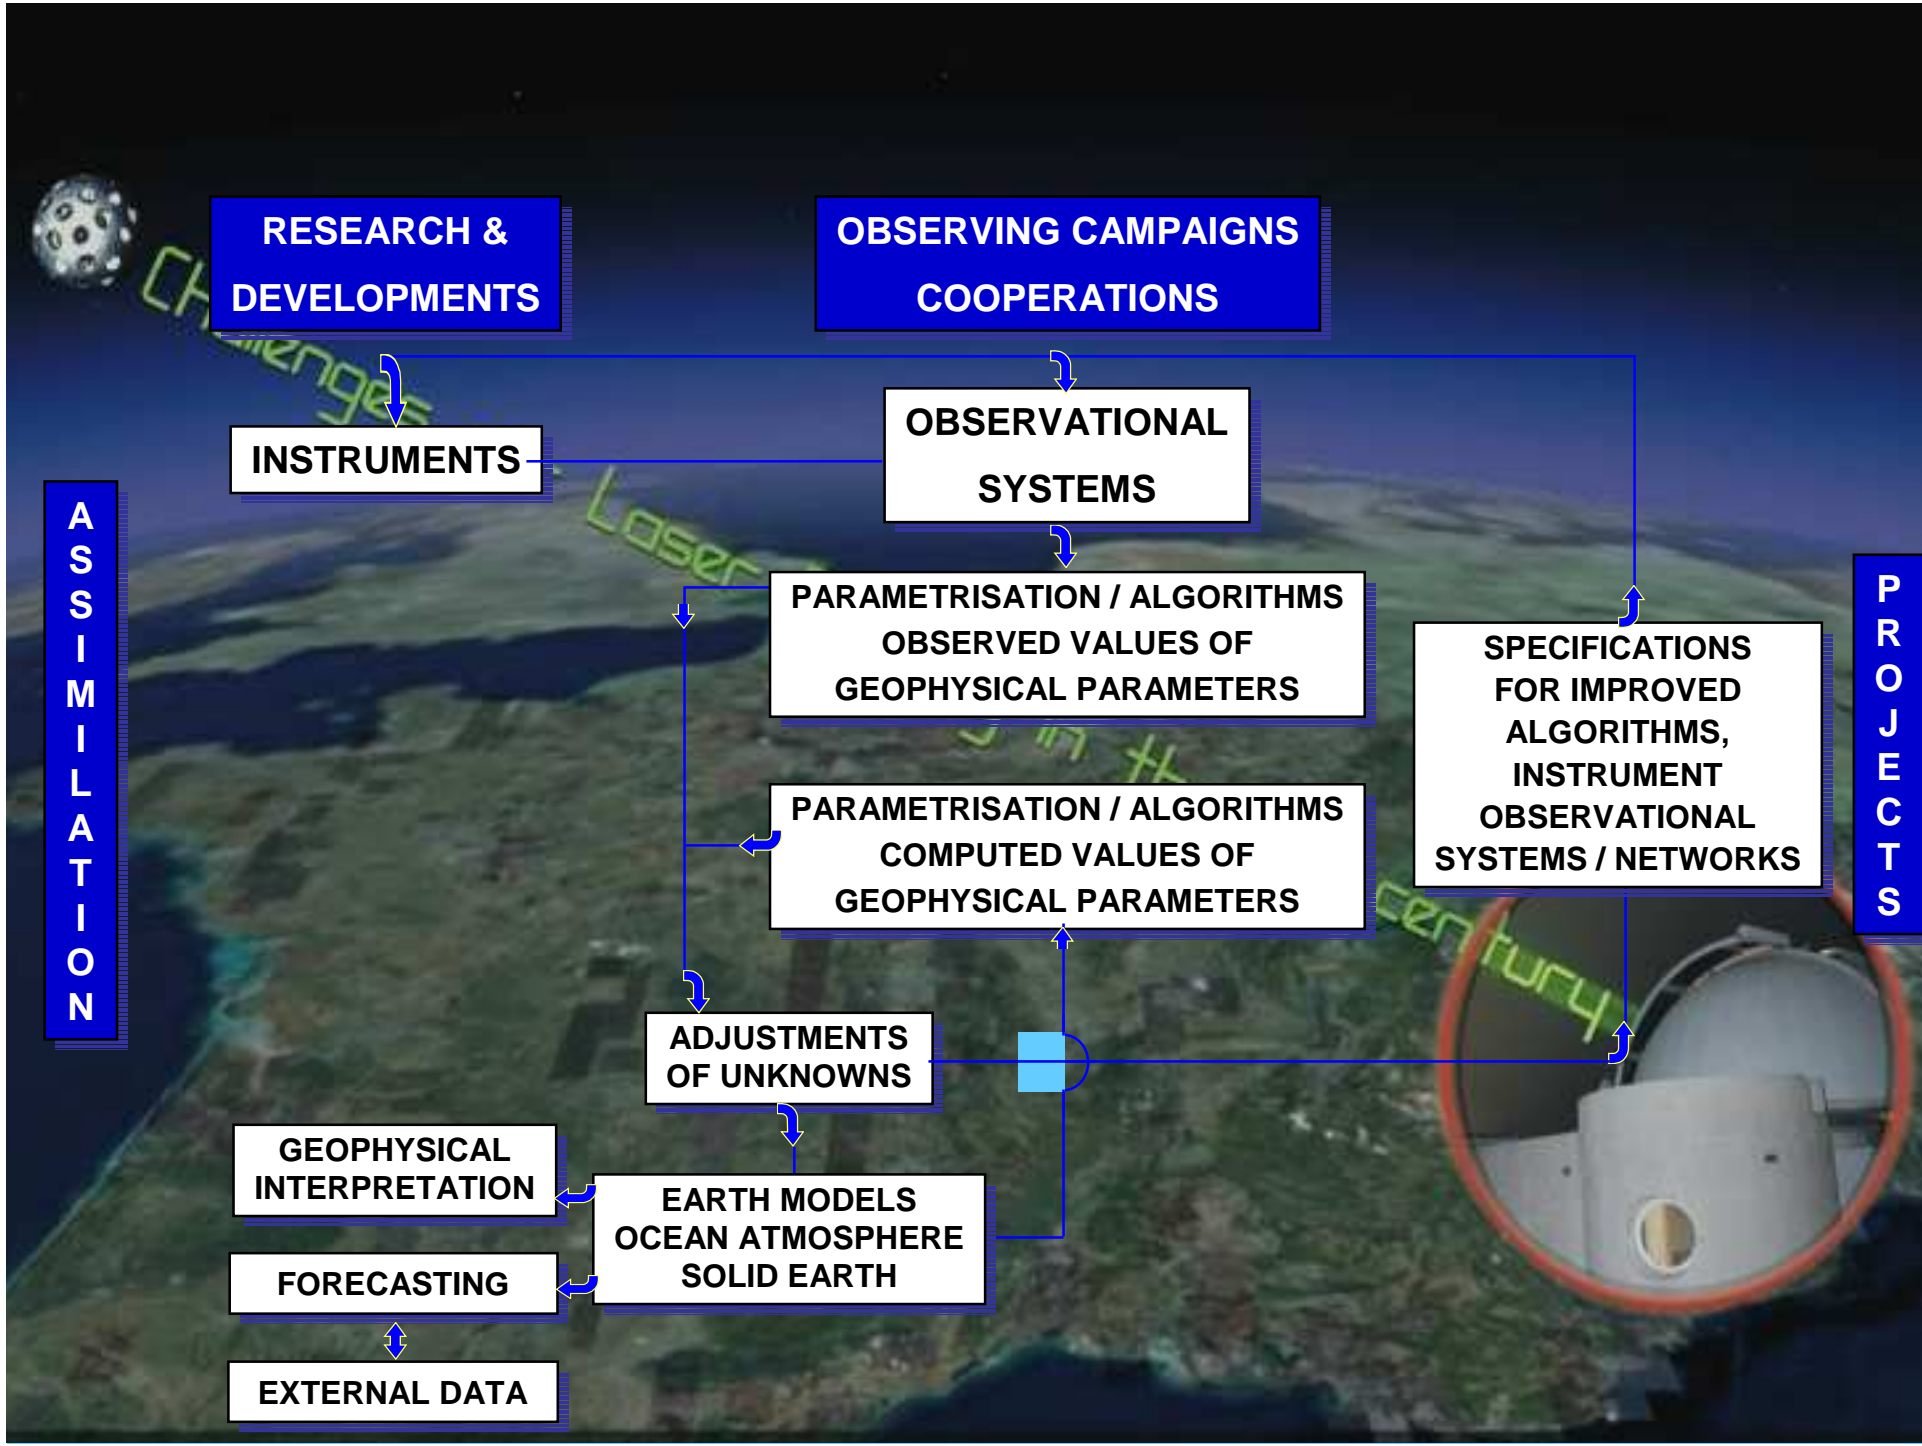 RESEARCH &
DEVELOPMENTS
OBSERVING CAMPAIGNS
COOPERATIONS
INSTRUMENTS
OBSERVATIONAL
SYSTEMS
ASSIMILATION
PARAMETRISATION / ALGORITHMS
OBSERVED VALUES OF
GEOPHYSICAL PARAMETERS
PARAMETRISATION / ALGORITHMS
COMPUTED VALUES OF
GEOPHYSICAL PARAMETERS
SPECIFICATIONS
FOR IMPROVED
ALGORITHMS,
INSTRUMENT
OBSERVATIONAL
SYSTEMS / NETWORKS
PROJECTS
ADJUSTMENTS
OF UNKNOWNS
GEOPHYSICAL
INTERPRETATION
EARTH MODELS
OCEAN ATMOSPHERE
SOLID EARTH
FORECASTING
EXTERNAL DATA
Laser
century